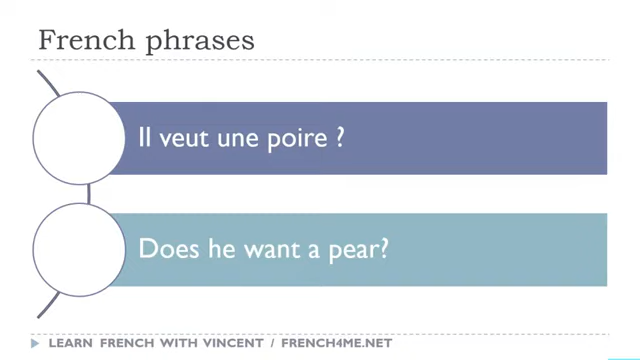 French phrases
Il veut une poire ?
Does he want a pear?
LEARN FRENCH WITH VINCENT / FRENCH4ME.NET